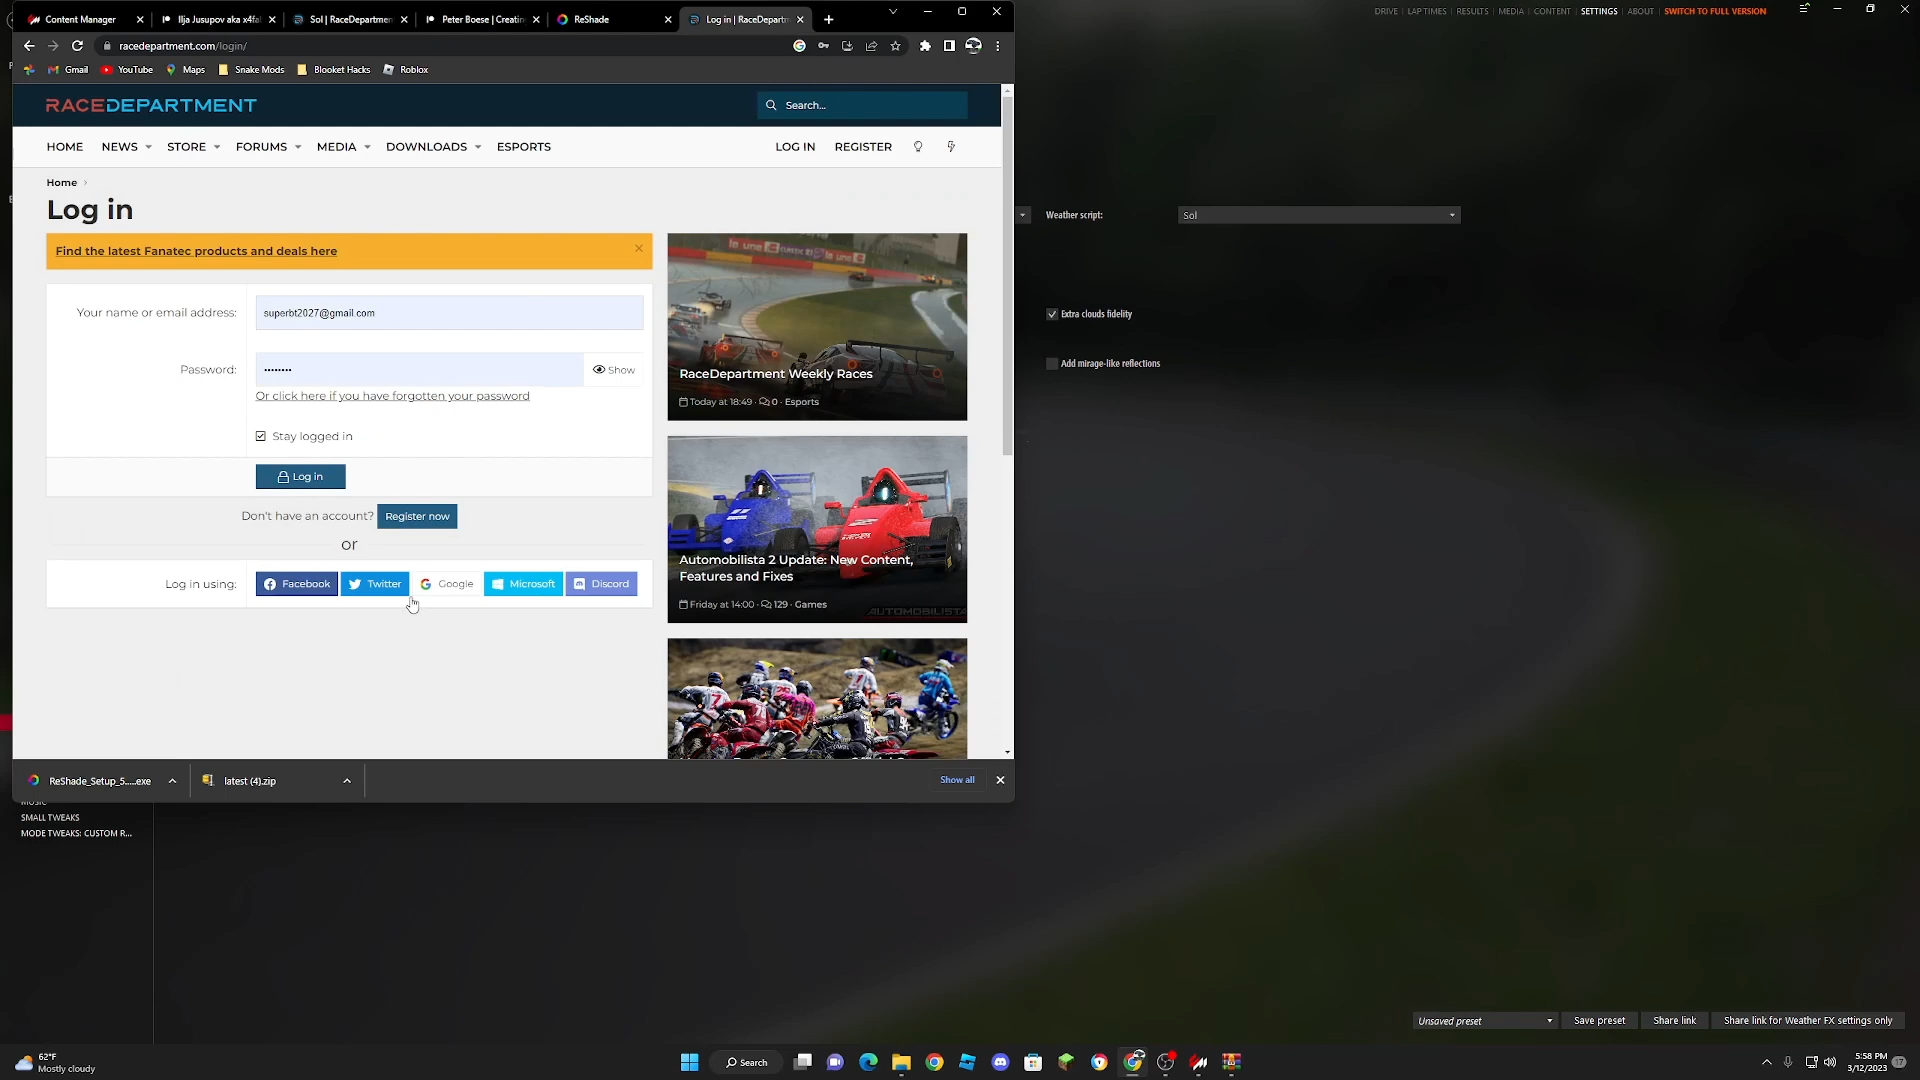 Content Manager
Ilja Jusupov aka x4fab
Sol | RaceDepartmen
Peter Boese | Creatin
ReShade
Log in | RaceDepartm
racedepartment.com/login/
Gmail
YouTube
Maps
Snake Mods
Blooket Hacks
Roblox
RACEDEPARTMENT
Search...
HOME
NEWS
STORE
FORUMS
MEDIA
DOWNLOADS
ESPORTS
LOG IN
REGISTER
Home
Log in
Find the latest Fanatec products and deals here
Your name or email address:
superbt2027@gmail.com
Password:
••••••••
Show
Or click here if you have forgotten your password
Stay logged in
Log in
Don't have an account? Register now
or
Log in using:
Facebook
Twitter
Google
Microsoft
Discord
RaceDepartment Weekly Races
Today at 18:49 · 0 · Esports
Automobilista 2 Update: New Content,
Features and Fixes
Friday at 14:00 · 129 · Games
AUTOMOBILISTA
ReShade_Setup_5.....exe
latest (4).zip
Show all
DRIVE | LAP TIMES | RESULTS | MEDIA | CONTENT | SETTINGS | ABOUT | SWITCH TO FULL VERSION
Weather script:
Sol
Extra clouds fidelity
Add mirage-like reflections
MUSIC
SMALL TWEAKS
MODE TWEAKS: CUSTOM R...
Unsaved preset
Save preset
Share link
Share link for Weather FX settings only
62°F
Mostly cloudy
Search
5:58 PM
3/12/2023
17